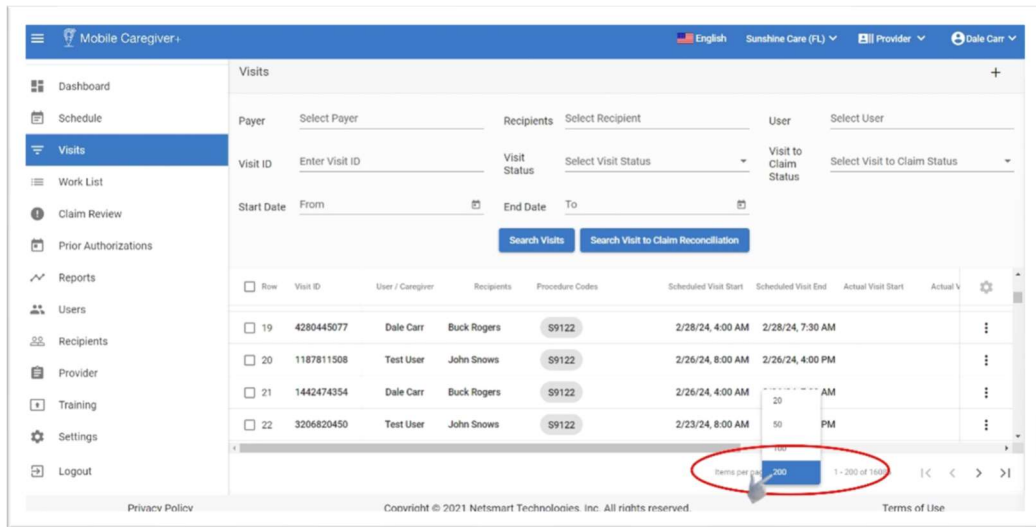 Mobile Caregiver+
English Sunshine Care (FL) Provider Dale Carr
Dashboard
Schedule
Visits
Work List
Claim Review
Prior Authorizations
Reports
Users
Recipients
Provider
Training
Settings
Logout
Visits
Payer Select Payer Recipients Select Recipient User Select User
Visit ID Enter Visit ID Visit Status Select Visit Status Visit to Claim Status Select Visit to Claim Status
Start Date From End Date To
Search Visits Search Visit to Claim Reconciliation
Row Visit ID User / Caregiver Recipients Procedure Codes Scheduled Visit Start Scheduled Visit End Actual Visit Start Actual V
19 4280445077 Dale Carr Buck Rogers S9122 2/28/24, 4:00 AM 2/28/24, 7:30 AM
20 1187811508 Test User John Snows S9122 2/26/24, 8:00 AM 2/26/24, 4:00 PM
21 1442474354 Dale Carr Buck Rogers S9122 2/26/24, 4:00 AM AM
22 3206820450 Test User John Snows S9122 2/23/24, 8:00 AM PM
20
50
100
200
Items per 1 - 200 of
Privacy Policy Copyright © 2021 Netsmart Technologies, Inc. All rights reserved. Terms of Use